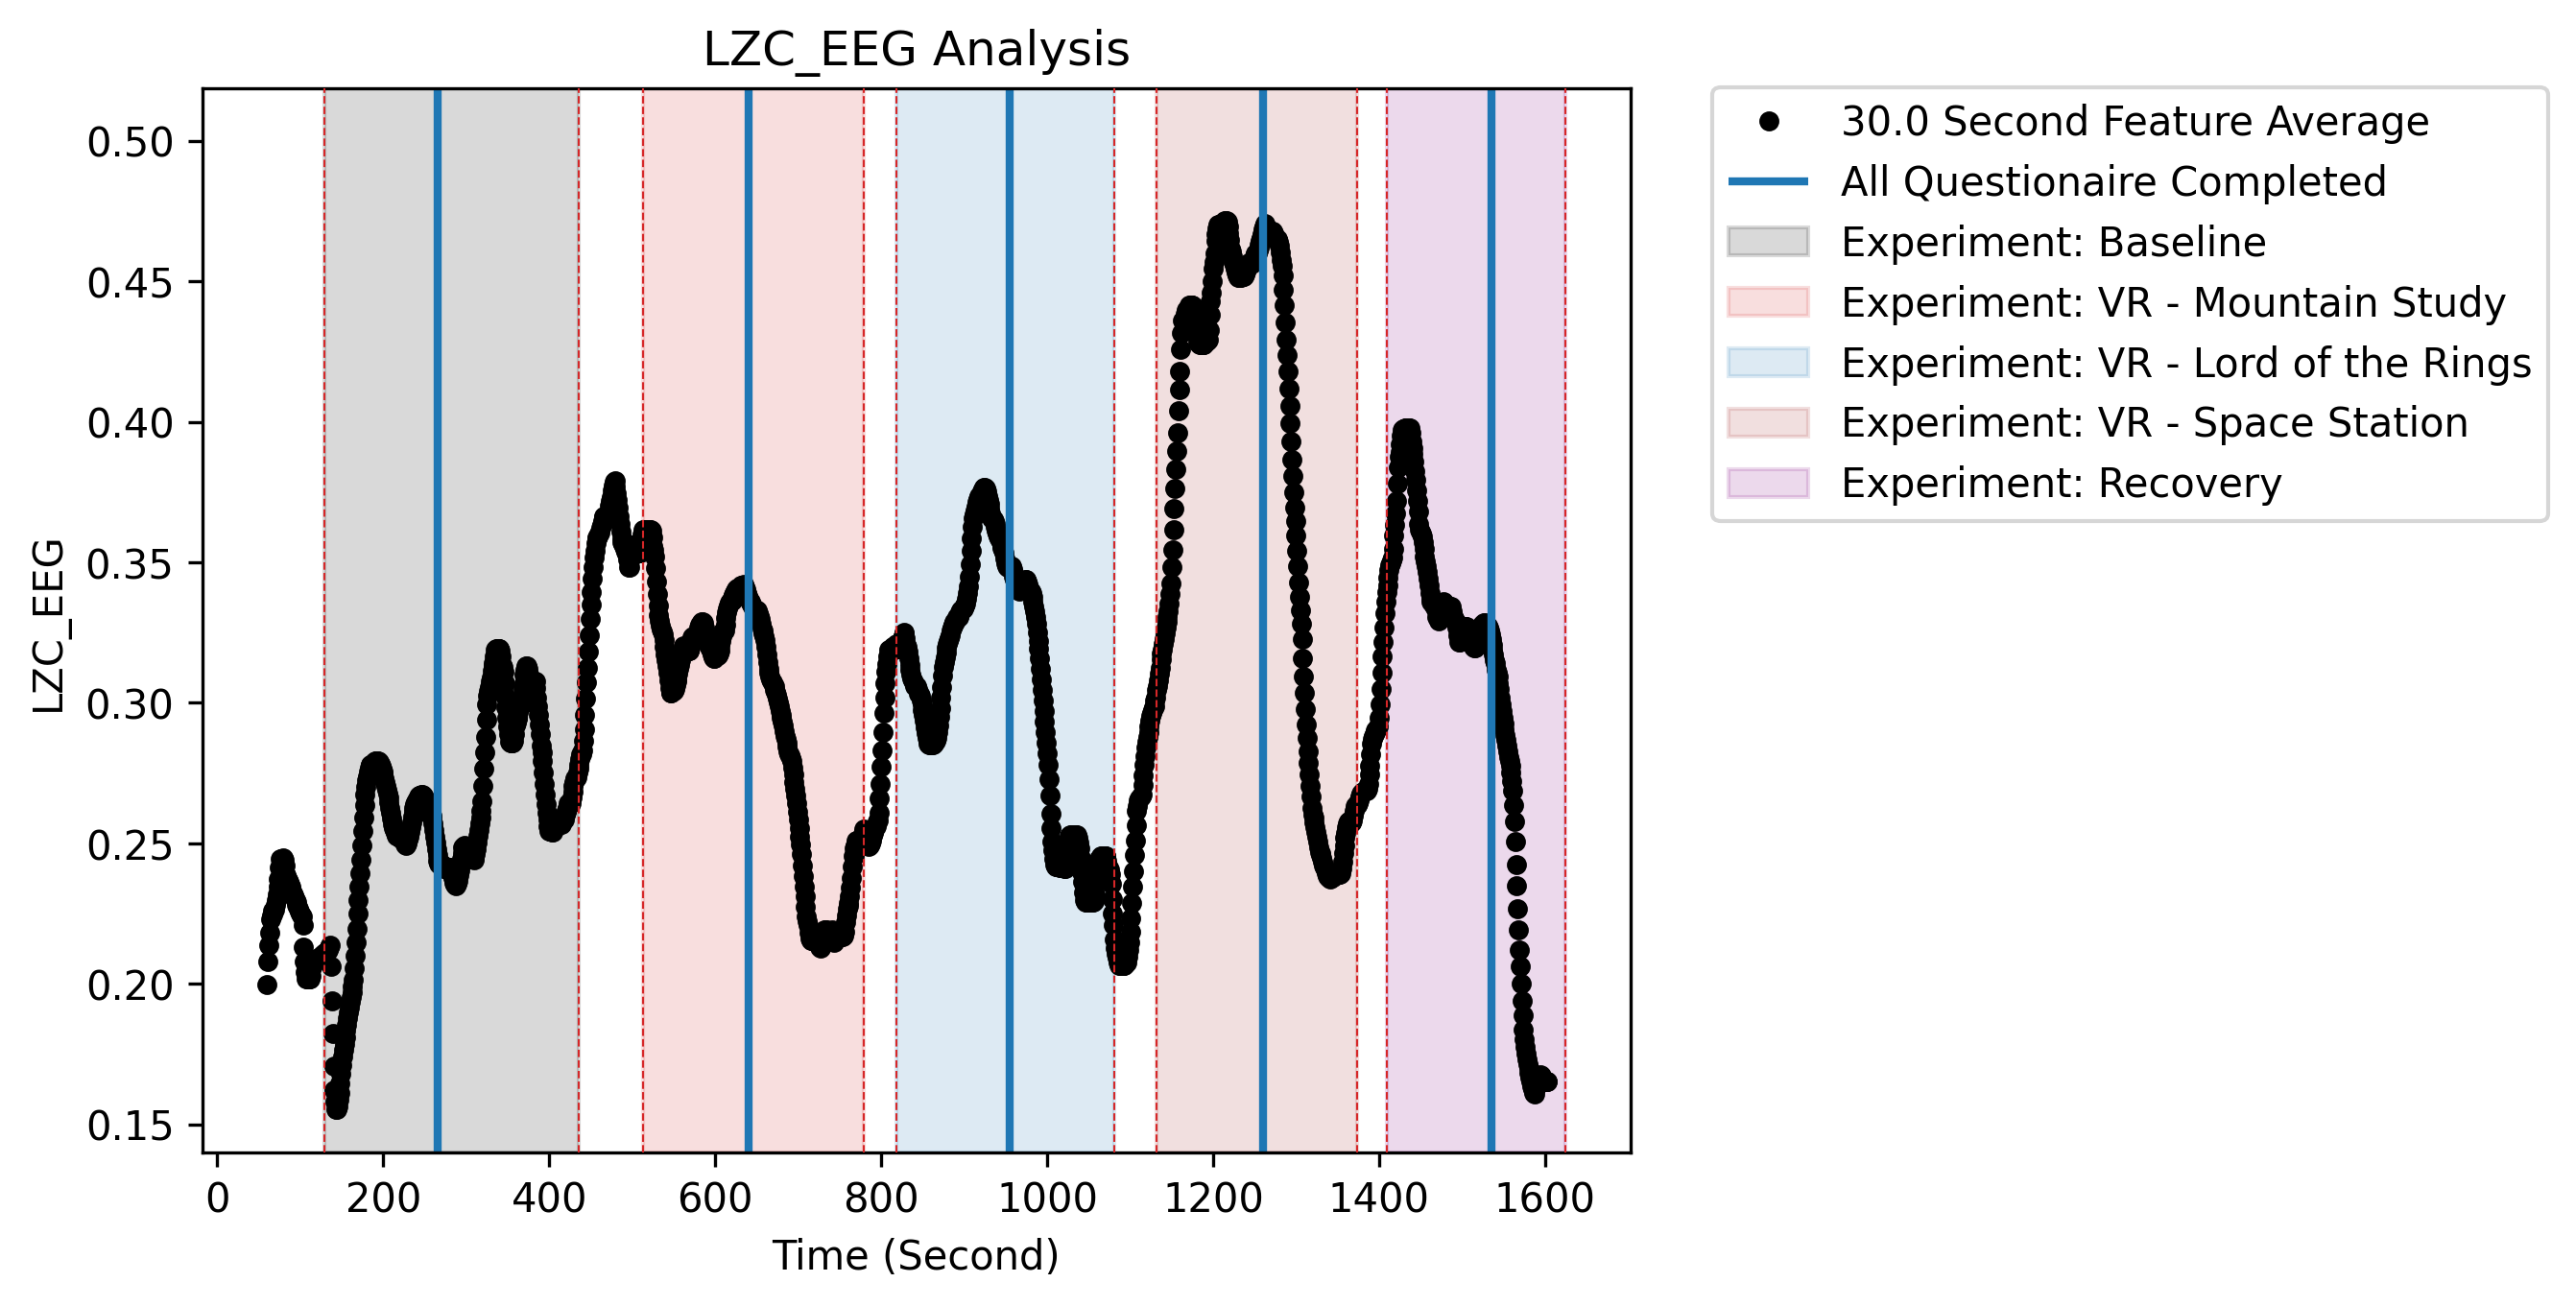 LZC_EEG Analysis
30.0 Second Feature Average
All Questionaire Completed
Experiment: Baseline
Experiment: VR - Mountain Study
Experiment: VR - Lord of the Rings
Experiment: VR - Space Station
Experiment: Recovery
LZC_EEG
0.50
0.45
0.40
0.35
0.30
0.25
0.20
0.15
0 200 400 600 800 1000 1200 1400 1600
Time (Second)